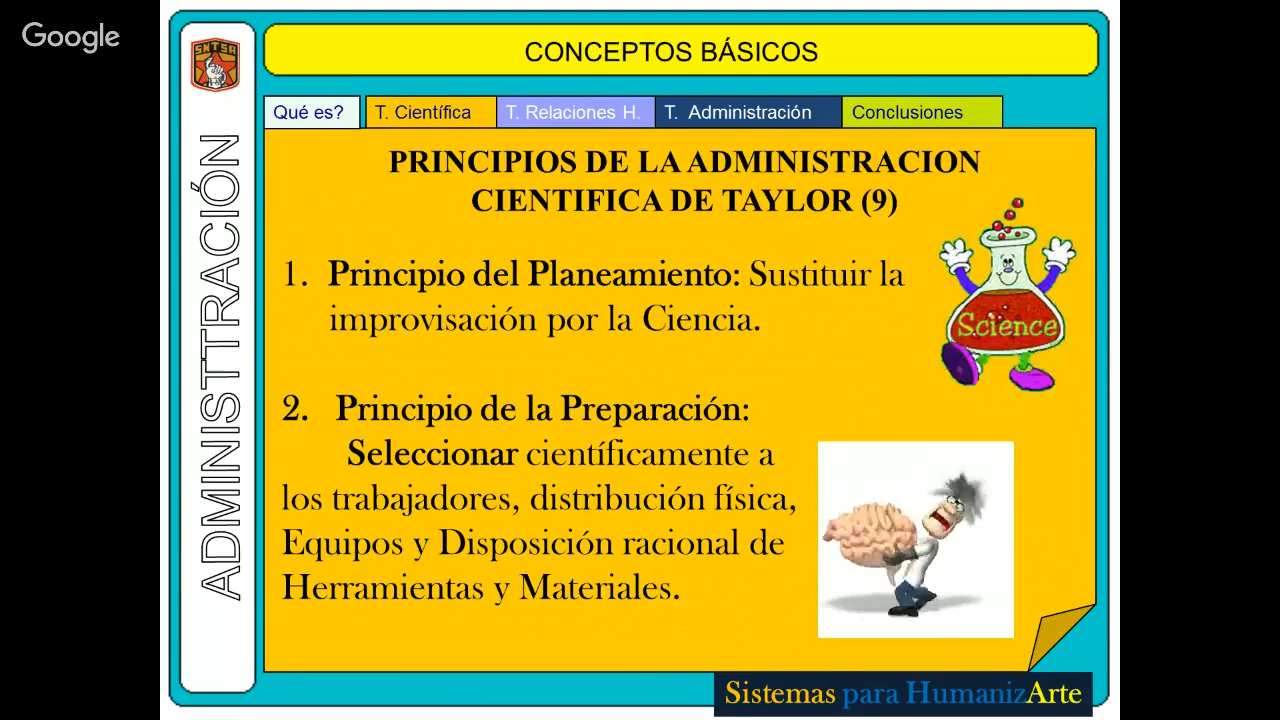 Google
SNTSA
CONCEPTOS BÁSICOS
Qué es?
T. Científica
T. Relaciones H.
T. Administración
Conclusiones
ADMINISTTRACIÓN
PRINCIPIOS DE LA ADMINISTRACION
CIENTIFICA DE TAYLOR (9)
1. Principio del Planeamiento: Sustituir la
improvisación por la Ciencia.
Science
2. Principio de la Preparación:
Seleccionar científicamente a
los trabajadores, distribución física,
Equipos y Disposición racional de
Herramientas y Materiales.
Sistemas para HumanizArte